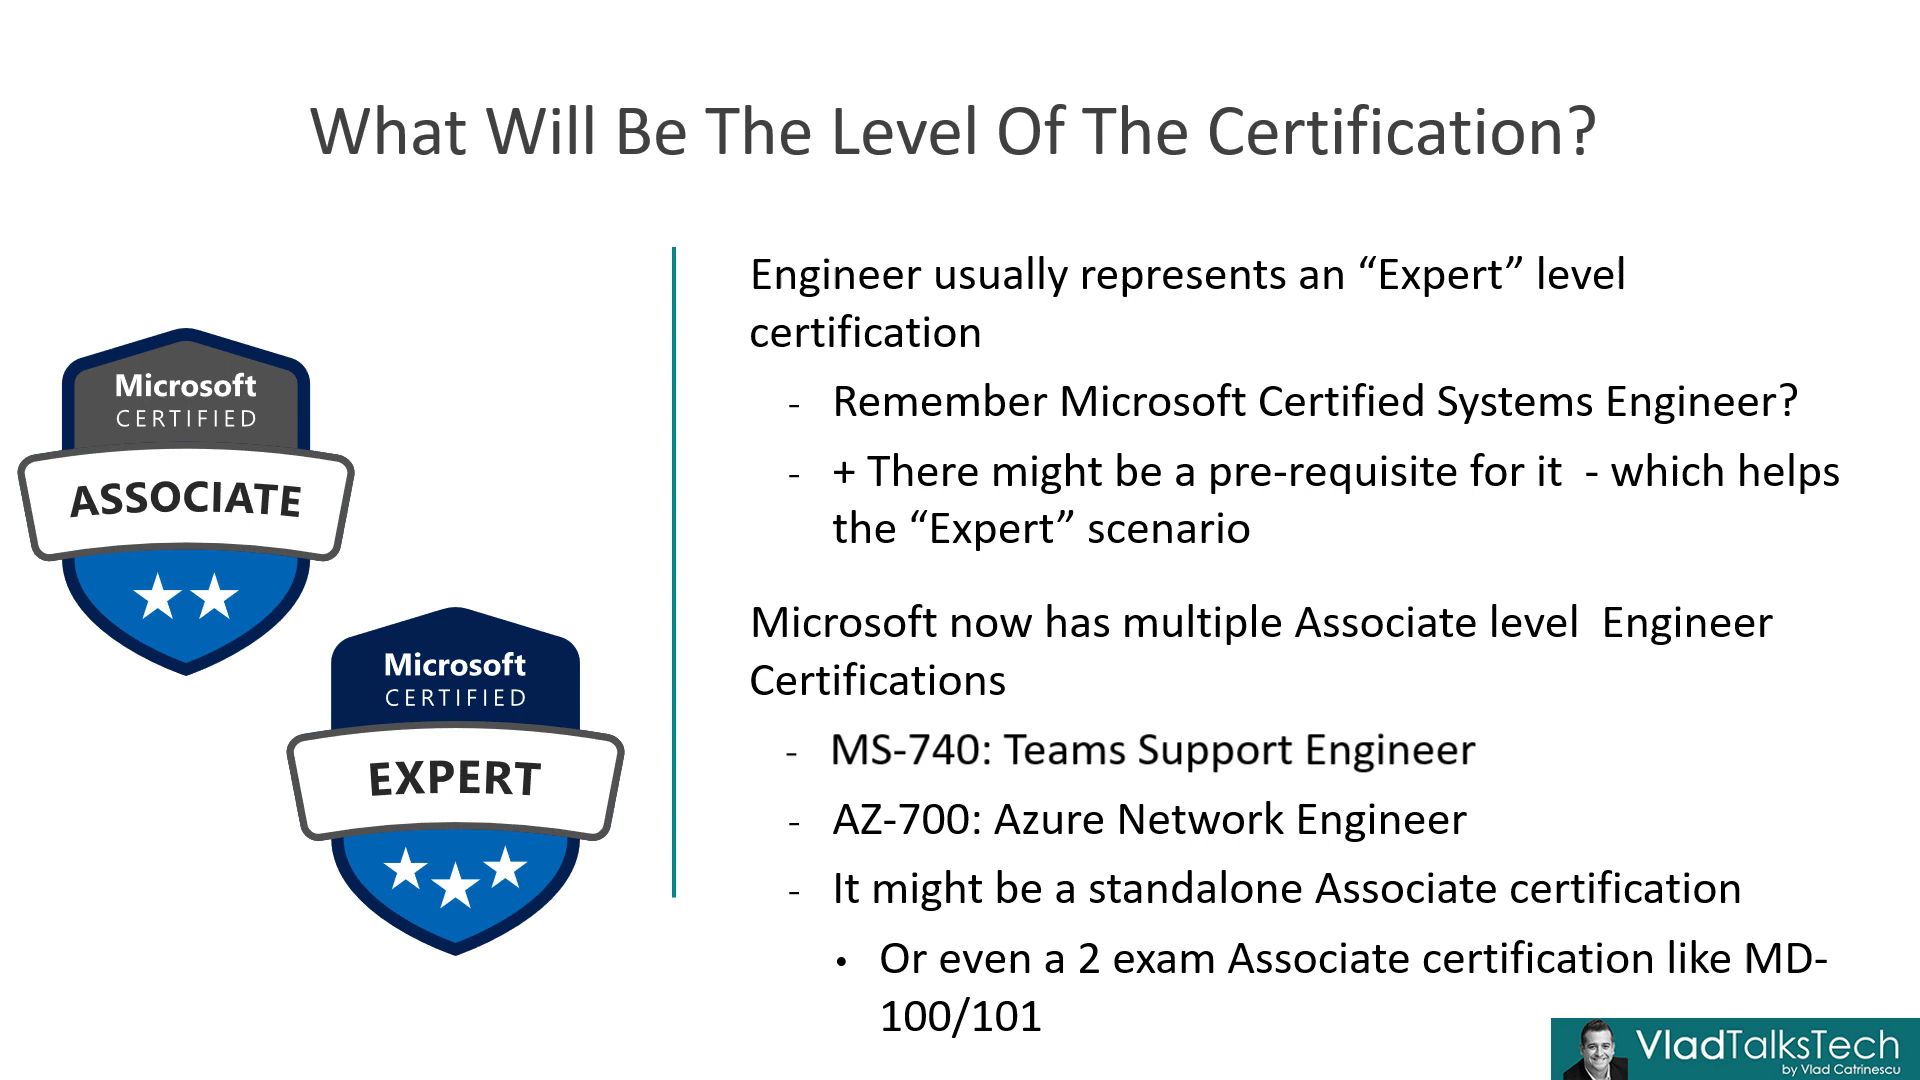 What Will Be The Level Of The Certification?
Microsoft
CERTIFIED
ASSOCIATE
Microsoft
CERTIFIED
EXPERT
Engineer usually represents an “Expert” level
certification
- Remember Microsoft Certified Systems Engineer?
- + There might be a pre-requisite for it - which helps
the “Expert” scenario
Microsoft now has multiple Associate level Engineer
Certifications
- MS-740: Teams Support Engineer
- AZ-700: Azure Network Engineer
- It might be a standalone Associate certification
• Or even a 2 exam Associate certification like MD-
100/101
VladTalksTech
by Vlad Catrinescu